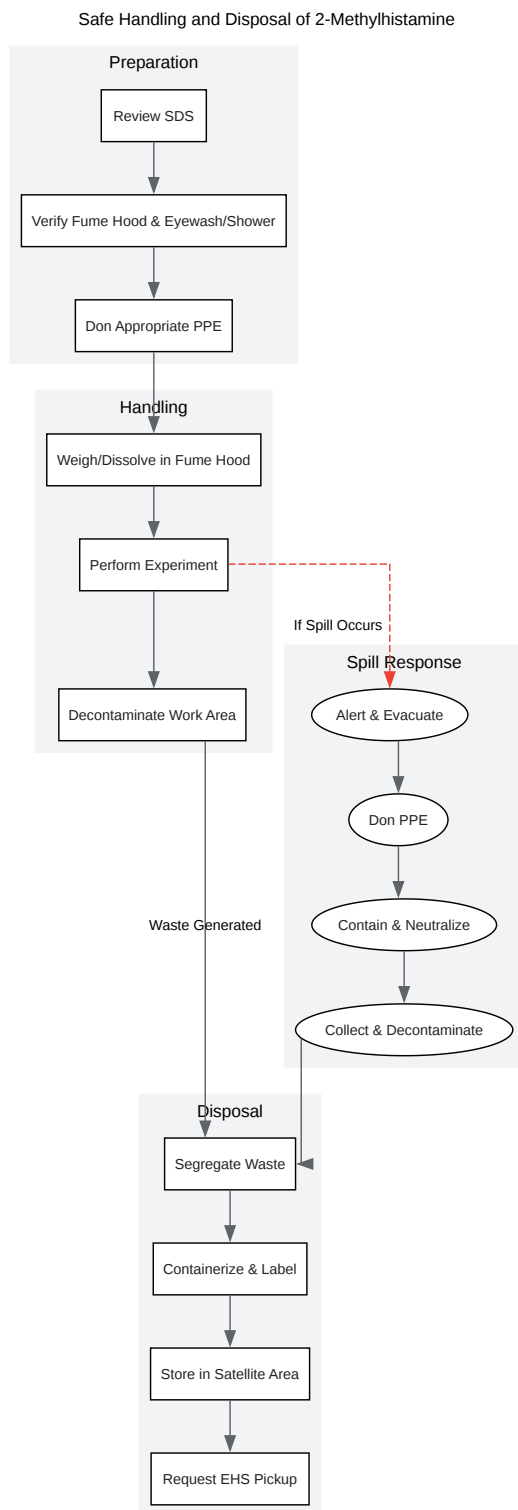 Safe Handling and Disposal of 2-Methylhistamine
Preparation
Review SDS
Verify Fume Hood & Eyewash/Shower
Don Appropriate PPE
Handling
Weigh/Dissolve in Fume Hood
Perform Experiment
If Spill Occurs
Spill Response
Decontaminate Work Area
Alert & Evacuate
Don PPE
Waste Generated
Contain & Neutralize
Collect & Decontaminate
Disposal
Segregate Waste
Containerize & Label
Store in Satellite Area
Request EHS Pickup